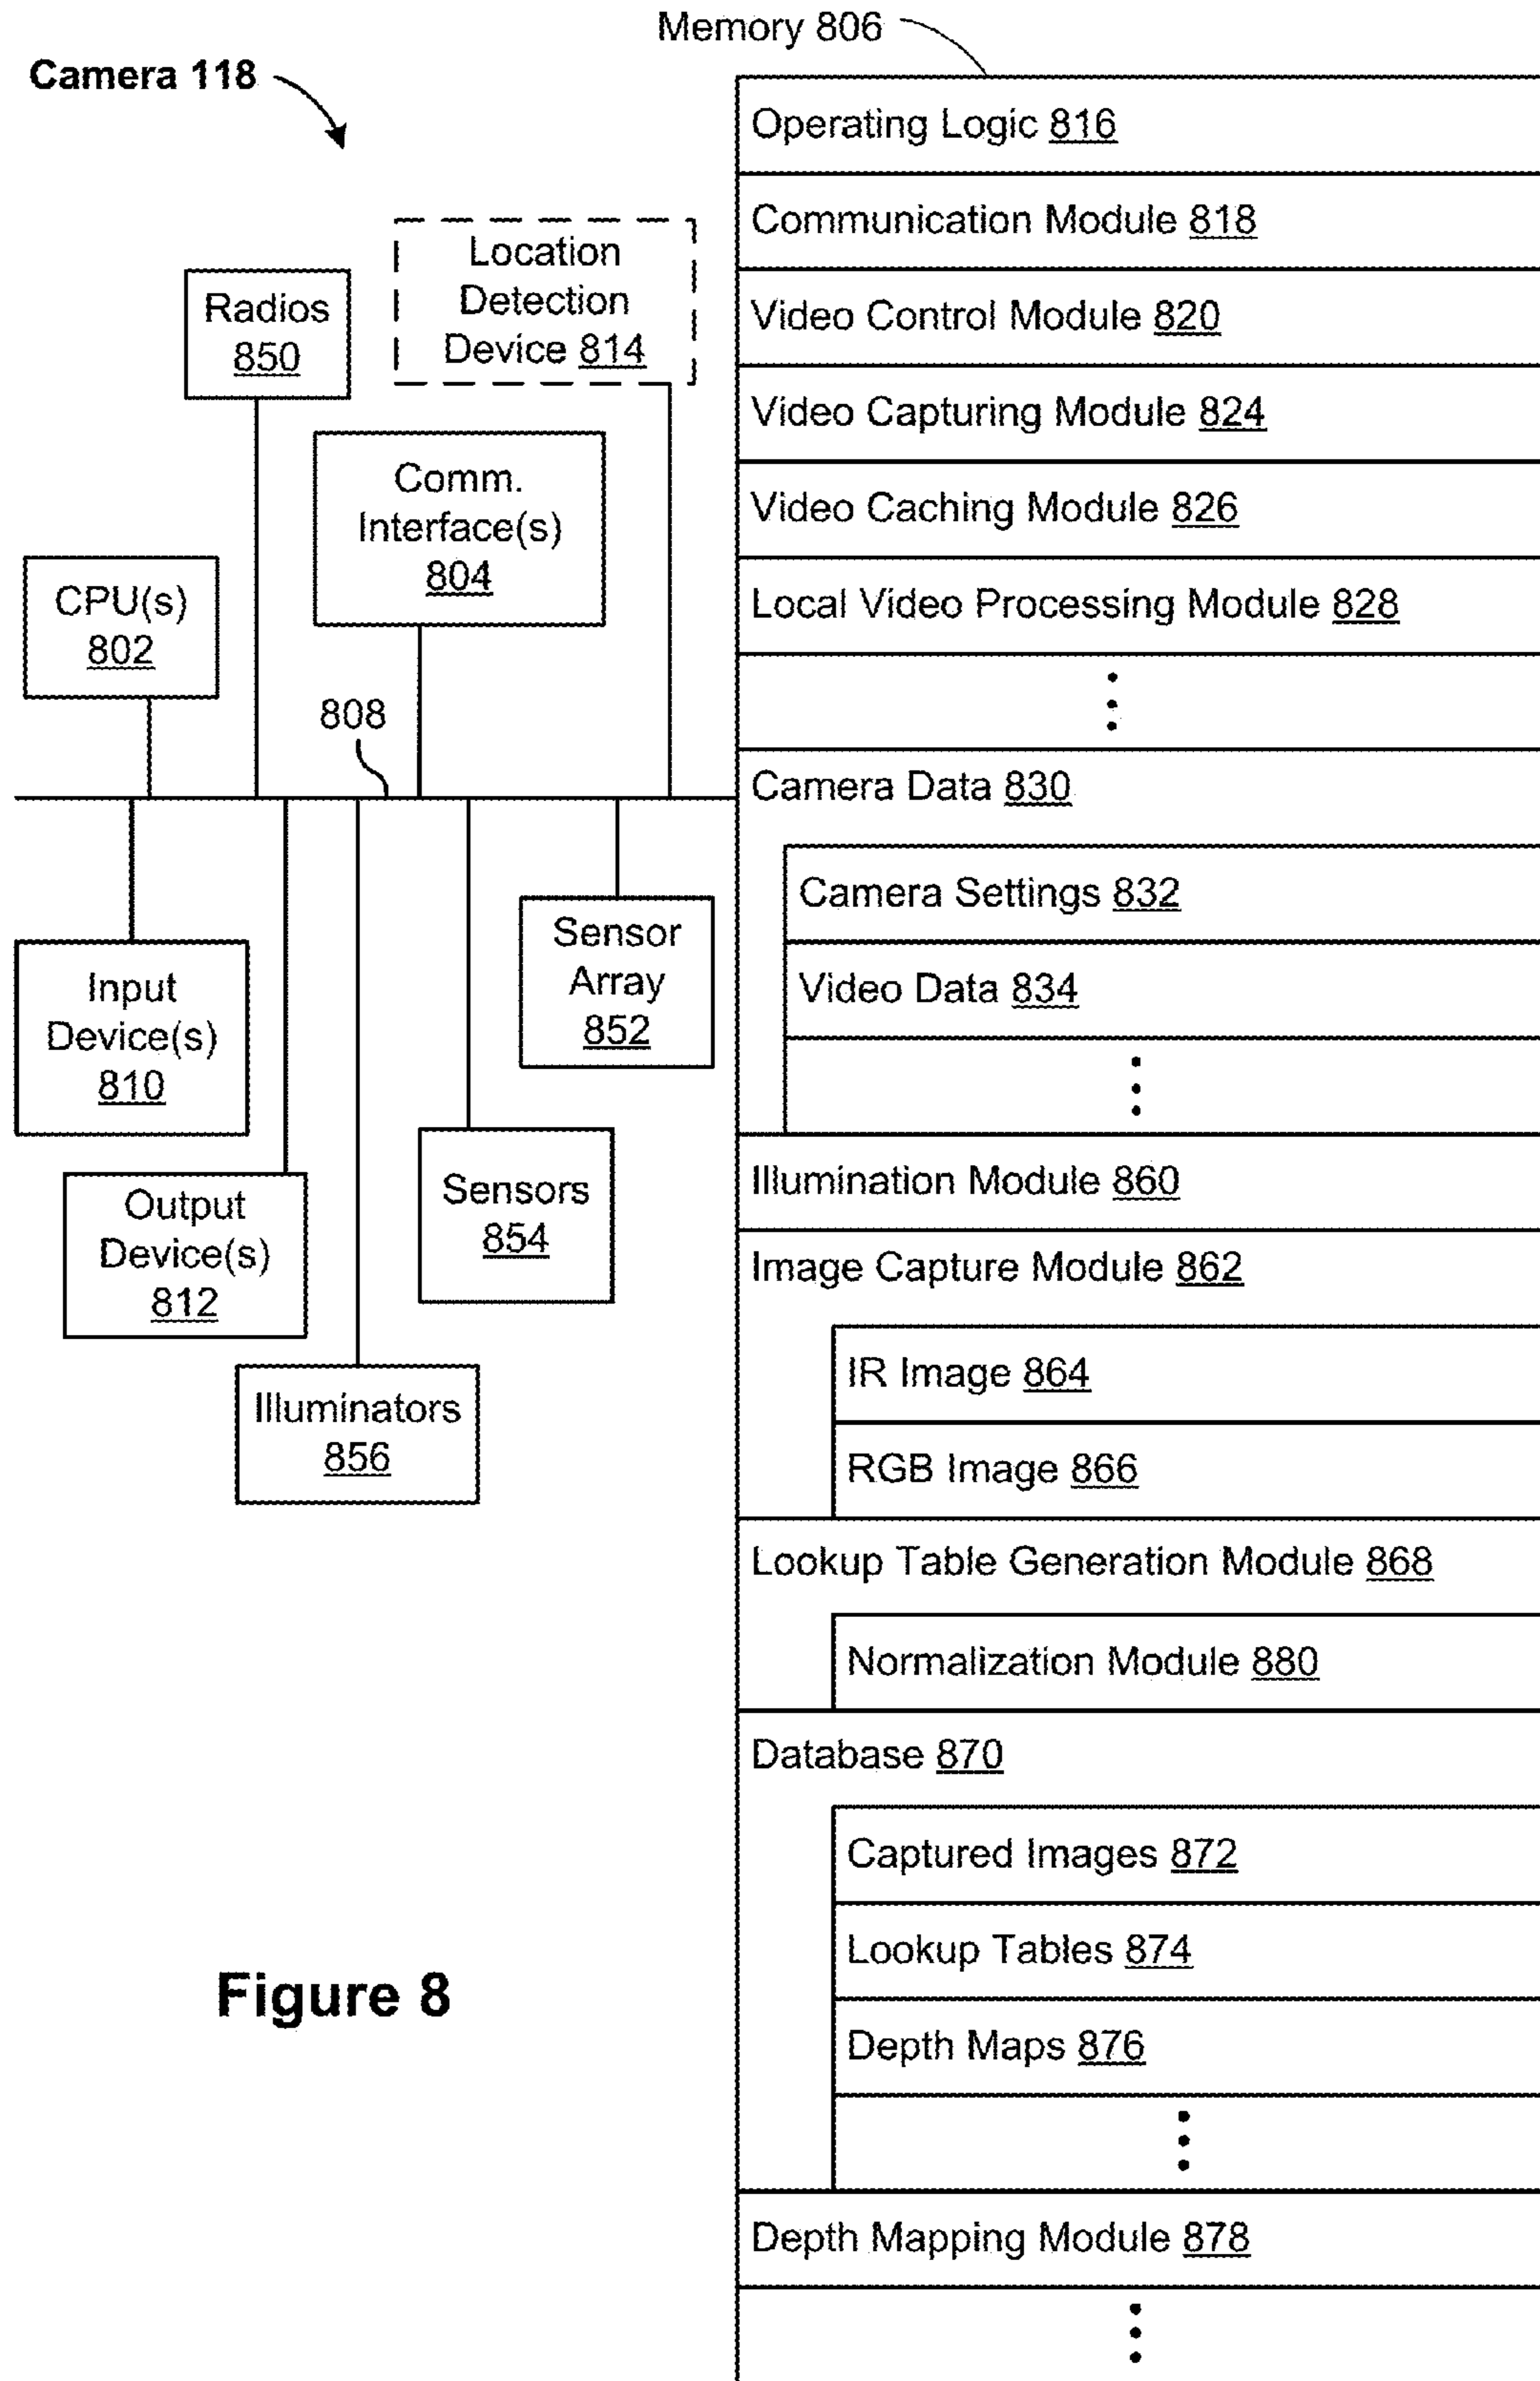 Memory 806
Camera 118
Location
Detection
Device 814
Radios
850
Comm.
Interface(s)
804
CPU(s)
802
808
Input
Device(s)
810
Output
Device(s)
812
Illuminators
856
Sensors
854
Sensor
Array
852
Operating Logic 816
Communication Module 818
Video Control Module 820
Video Capturing Module 824
Video Caching Module 826
Local Video Processing Module 828
Camera Data 830
Camera Settings 832
Video Data 834
Illumination Module 860
Image Capture Module 862
IR Image 864
RGB Image 866
Lookup Table Generation Module 868
Normalization Module 880
Database 870
Captured Images 872
Lookup Tables 874
Depth Maps 876
Depth Mapping Module 878
Figure 8